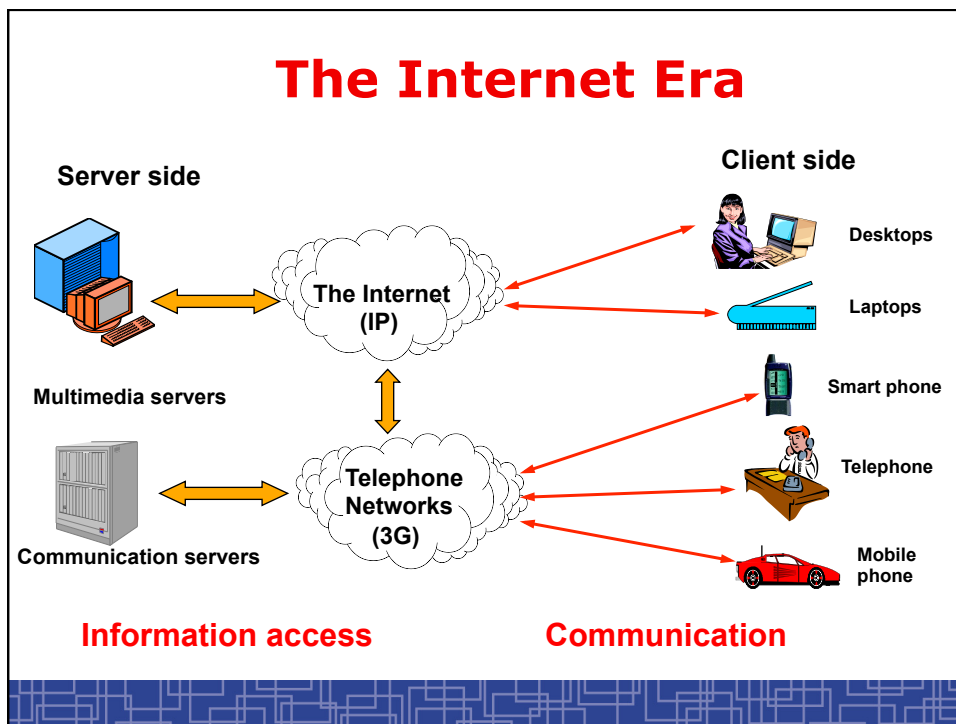 The Internet Era
Server side
Client side
Desktops
The Internet
(IP)
Laptops
Multimedia servers
Smart phone
Telephone
Networks
(3G)
Telephone
Communication servers
Mobile
phone
Information access
Communication